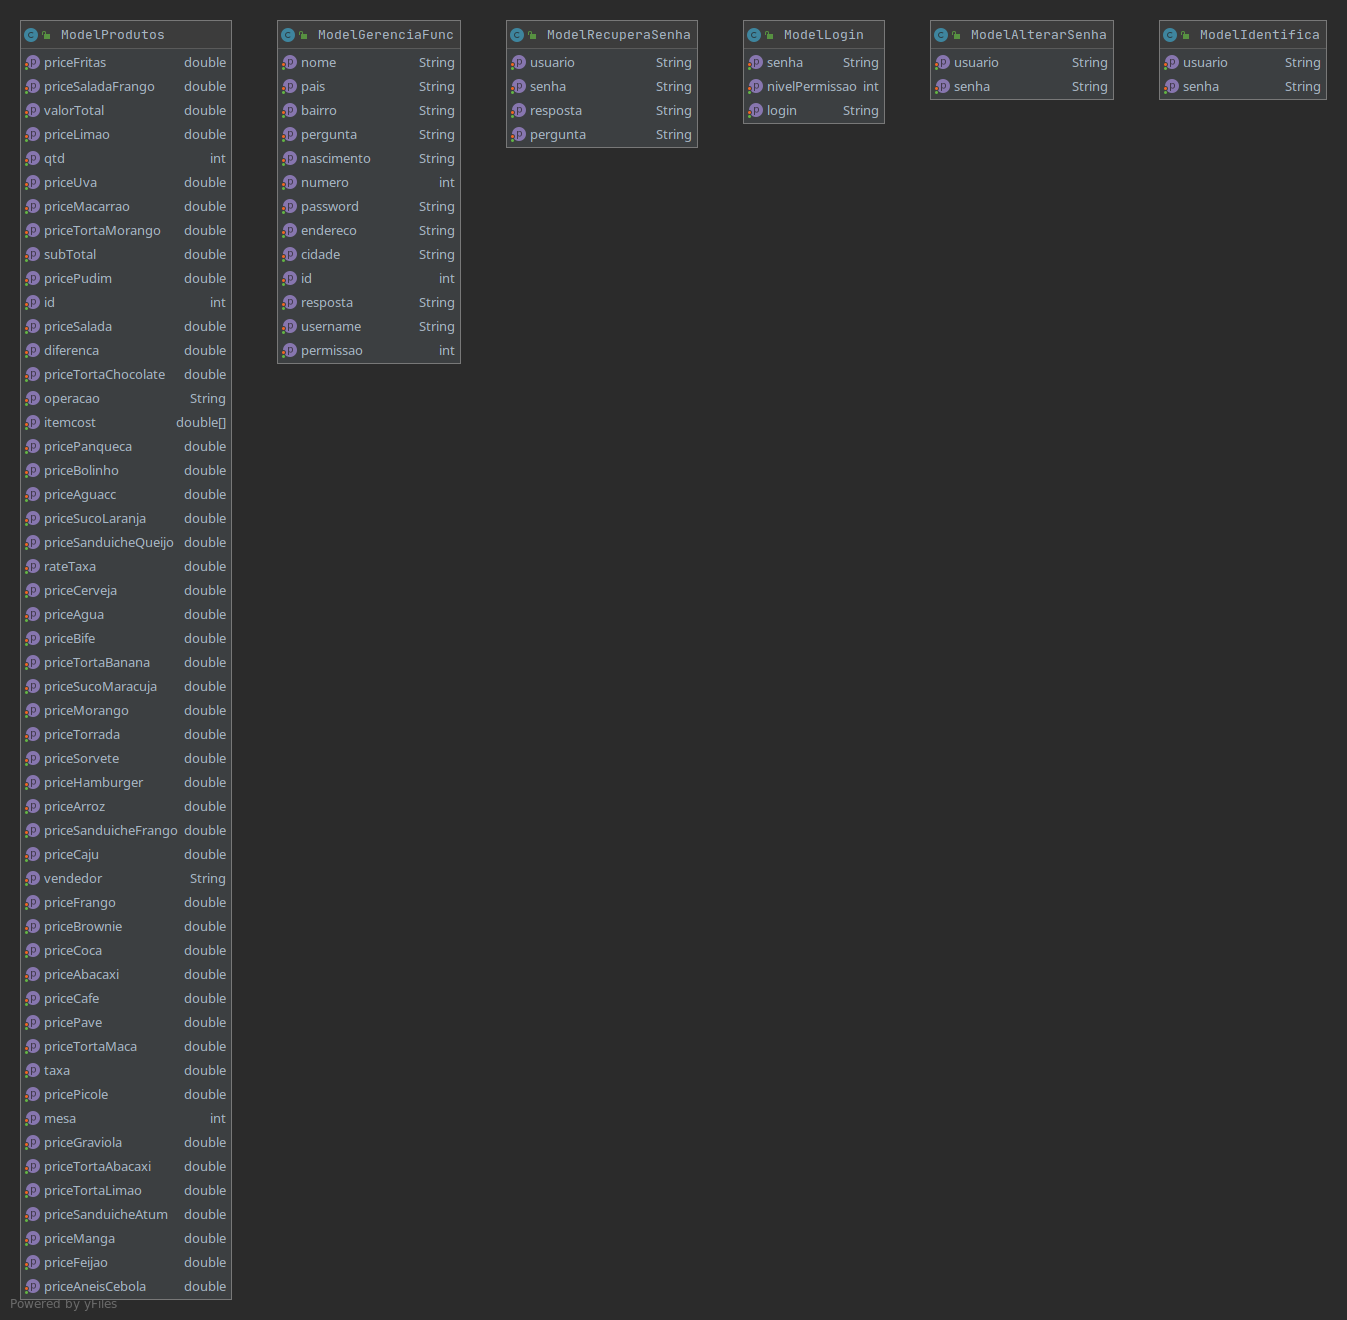 ModelProdutos
priceFritas double
priceSaladaFrango double
valorTotal double
priceLimao double
qtd int
priceUva double
priceMacarrao double
priceTortaMorango double
subTotal double
pricePudim double
id int
priceSalada double
diferenca double
priceTortaChocolate double
operacao String
itemcost double[]
pricePanqueca double
priceBolinho double
priceAguacc double
priceSucoLaranja double
priceSanduicheQueijo double
rateTaxa double
priceCerveja double
priceAgua double
priceBife double
priceTortaBanana double
priceSucoMaracuja double
priceMorango double
priceTorrada double
priceSorvete double
priceHamburger double
priceArroz double
priceSanduicheFrango double
priceCaju double
vendedor String
priceFrango double
priceBrownie double
priceCoca double
priceAbacaxi double
priceCafe double
pricePave double
priceTortaMaca double
taxa double
pricePicole double
mesa int
priceGraviola double
priceTortaAbacaxi double
priceTortaLimao double
priceSanduicheAtum double
priceManga double
priceFeijao double
priceAneisCebola double
ModelGerenciaFunc
nome String
pais String
bairro String
pergunta String
nascimento String
numero int
password String
endereco String
cidade String
id int
resposta String
username String
permissao int
ModelRecuperaSenha
usuario String
senha String
resposta String
pergunta String
ModelLogin
senha String
nivelPermissao int
login String
ModelAlterarSenha
usuario String
senha String
ModelIdentifica
usuario String
senha String
Powered by yFiles